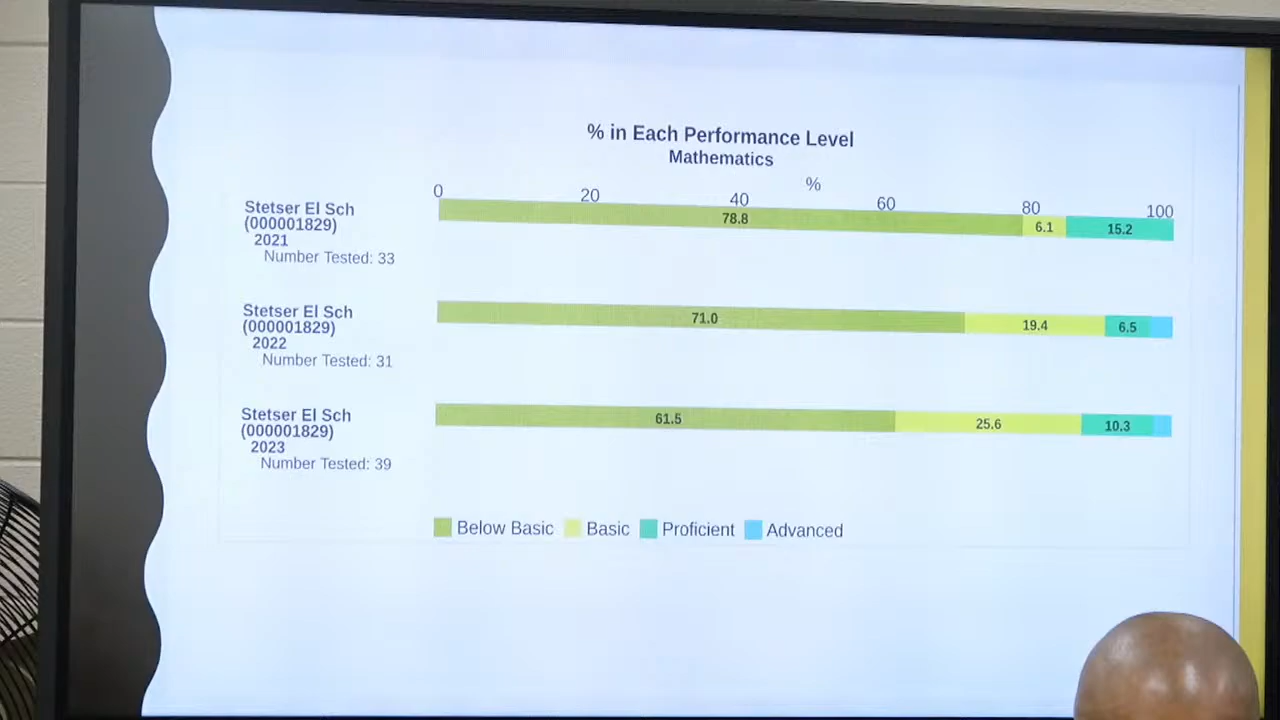 % in Each Performance Level
Mathematics
%
0 20 40 60 80 100
Stetser El Sch
(000001829)
2021
Number Tested: 33
78.8 6.1 15.2
Stetser El Sch
(000001829)
2022
Number Tested: 31
71.0 19.4 6.5
Stetser El Sch
(000001829)
2023
Number Tested: 39
61.5 25.6 10.3
Below Basic Basic Proficient Advanced